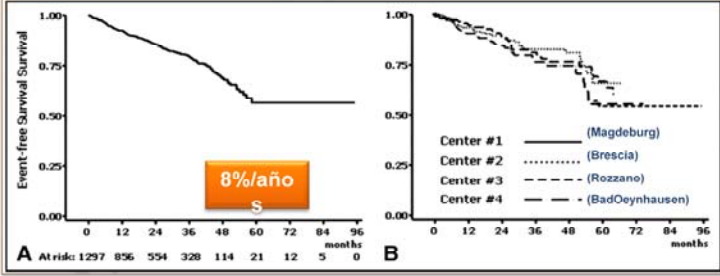 1.00
0.75
0.50
0.25
0.00
Event-free Survival Survival
8%/año
s
0 12 24 36 48 60 72 84 96
months
A
At risk: 1297 856 554 328 114 21 12 5 0
1.00
0.75
0.50
0.25
0.00
Center #1 (Magdeburg)
Center #2 (Brescia)
Center #3 (Rozzano)
Center #4 (BadOeynhausen)
0 12 24 36 48 60 72 84 96
months
B